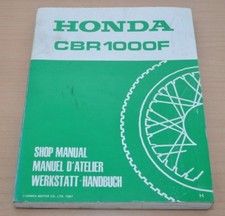 HONDA
CBR1000F
SHOP MANUAL
MANUEL D'ATELIER
WERKSTATT-HANDBUCH